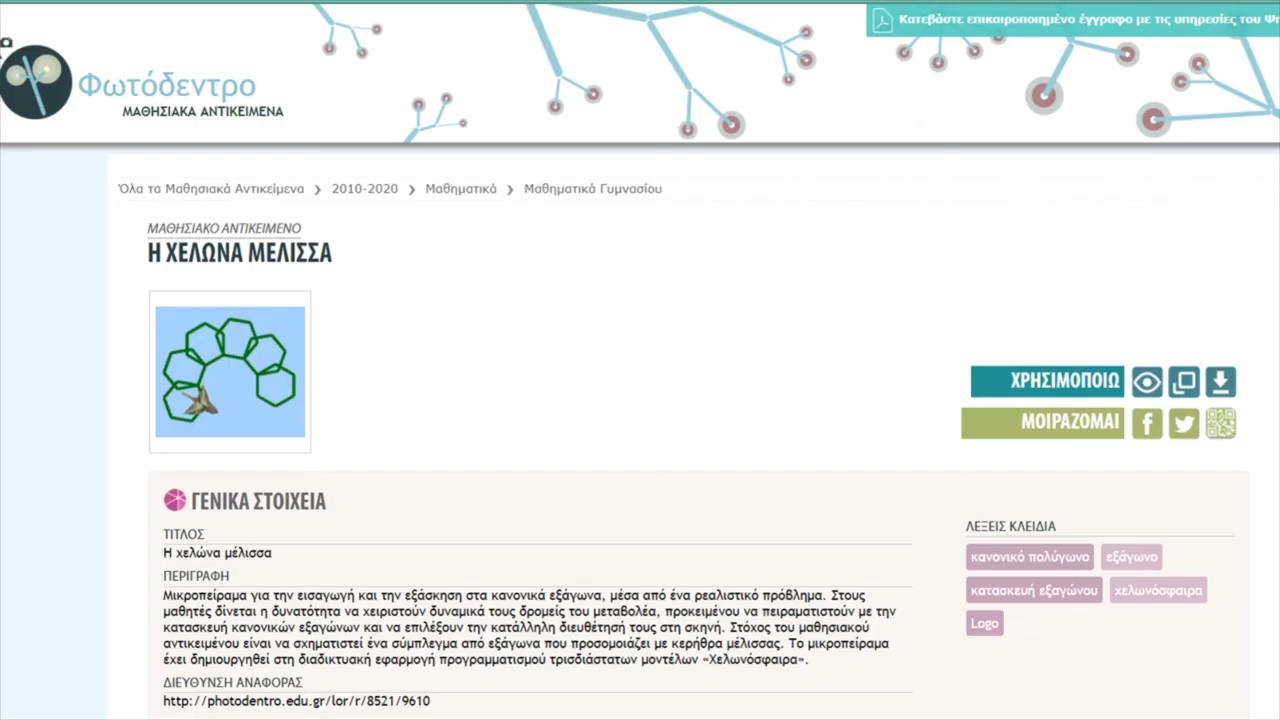 Κατεβάστε επικαιροποιημένο έγγραφο με τις υπηρεσίες του
Φωτόδεντρο
ΜΑΘΗΣΙΑΚΑ ΑΝΤΙΚΕΙΜΕΝΑ
Όλα τα Μαθησιακά Αντικείμενα ❯ 2010-2020 ❯ Μαθηματικά ❯ Μαθηματικά Γυμνασίου
ΜΑΘΗΣΙΑΚΟ ΑΝΤΙΚΕΙΜΕΝΟ
Η ΧΕΛΩΝΑ ΜΕΛΙΣΣΑ
ΧΡΗΣΙΜΟΠΟΙΩ
ΜΟΙΡΑΖΟΜΑΙ
ΓΕΝΙΚΑ ΣΤΟΙΧΕΙΑ
ΤΙΤΛΟΣ
Η χελώνα μέλισσα
ΠΕΡΙΓΡΑΦΗ
Μικροπείραμα για την εισαγωγή και την εξάσκηση στα κανονικά εξάγωνα, μέσα από ένα ρεαλιστικό πρόβλημα. Στους
μαθητές δίνεται η δυνατότητα να χειριστούν δυναμικά τους δρομείς του μεταβολέα, προκειμένου να πειραματιστούν με την
κατασκευή κανονικών εξαγώνων και να επιλέξουν την κατάλληλη διευθέτησή τους στη σκηνή. Στόχος του μαθησιακού
αντικειμένου είναι να σχηματιστεί ένα σύμπλεγμα από εξάγωνα που προσομοιάζει με κερήθρα μέλισσας. Το μικροπείραμα
έχει δημιουργηθεί στη διαδικτυακή εφαρμογή προγραμματισμού τρισδιάστατων μοντέλων «Χελωνόσφαιρα».
ΔΙΕΥΘΥΝΣΗ ΑΝΑΦΟΡΑΣ
http://photodentro.edu.gr/lor/r/8521/9610
ΛΕΞΕΙΣ ΚΛΕΙΔΙΑ
κανονικό πολύγωνο εξάγωνο
κατασκευή εξαγώνου χελωνόσφαιρα
Logo